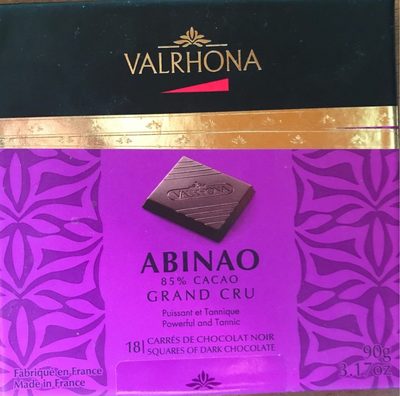 VALRHONA
VALRHONA
ABINAO
85% CACAO
GRAND CRU
Puissant et Tannique
Powerful and Tannic
18 CARRÉS DE CHOCOLAT NOIR
SQUARES OF DARK CHOCOLATE
Fabriqué en France
Made in France
90g
3.17oz